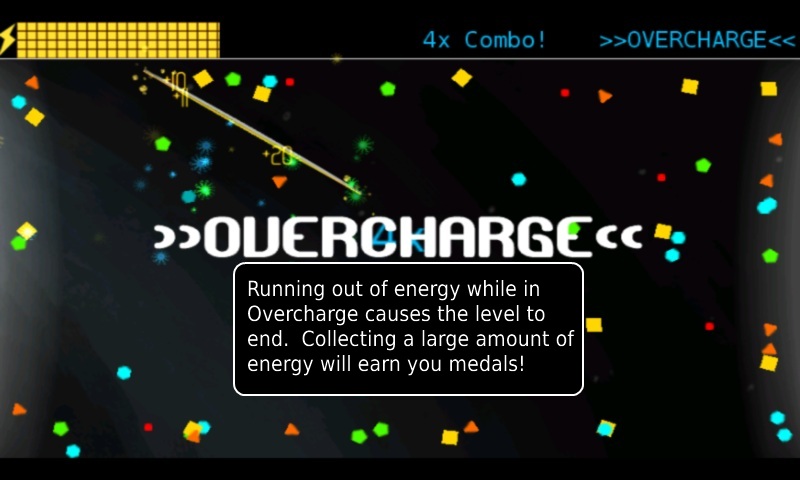 4x Combo! >>OVERCHARGE<<
+20
>>OVERCHARGE<<
Running out of energy while in
Overcharge causes the level to
end.  Collecting a large amount of
energy will earn you medals!